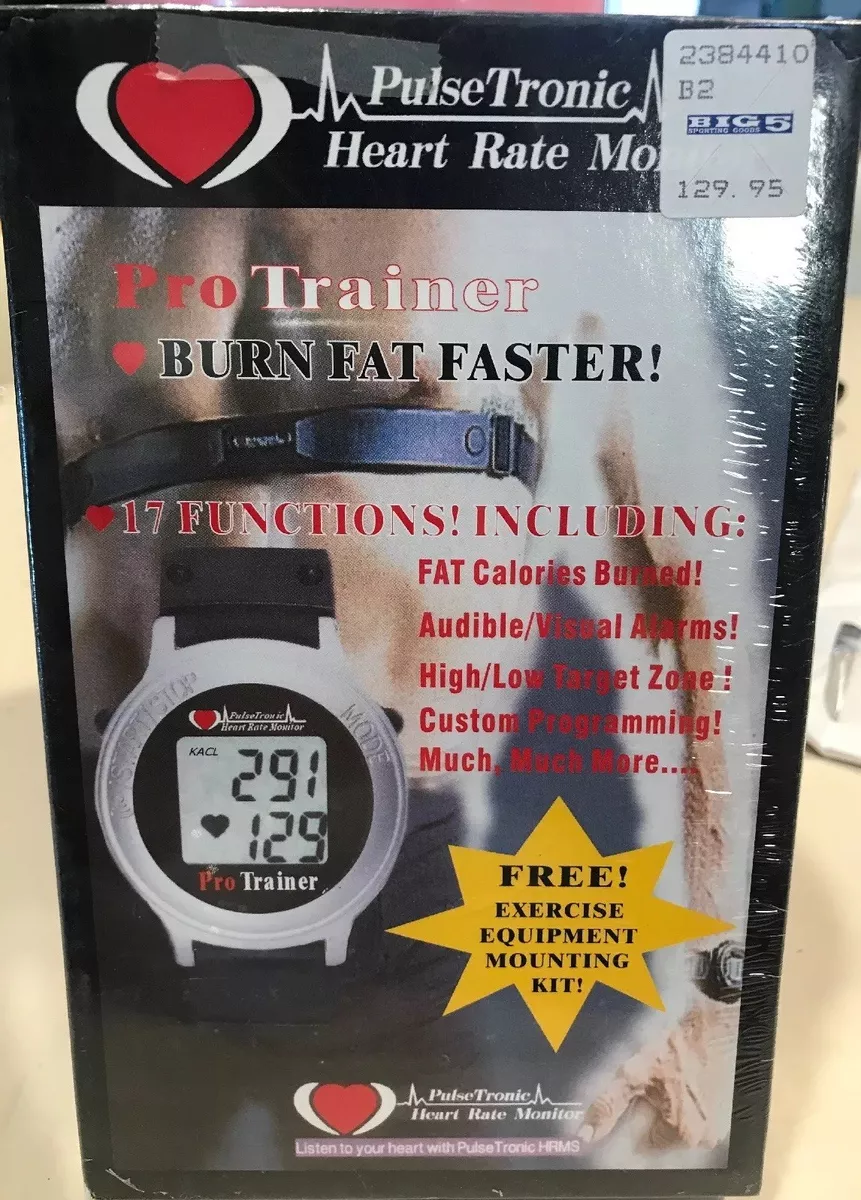 PulseTronic
Heart Rate Mo
2384410
B2
BIG 5
SPORTING GOODS
129.95
Pro Trainer
BURN FAT FASTER!
17 FUNCTIONS! INCLUDING:
FAT Calories Burned!
Audible/Visual Alarms!
High/Low Target Zone!
Custom Programming!
Much, Much More....
START/STOP
MODE
PulseTronic
Heart Rate Monitor
KACL
291
129
Pro Trainer
FREE!
EXERCISE
EQUIPMENT
MOUNTING
KIT!
PulseTronic
Heart Rate Monitor
Listen to your heart with PulseTronic HRMS